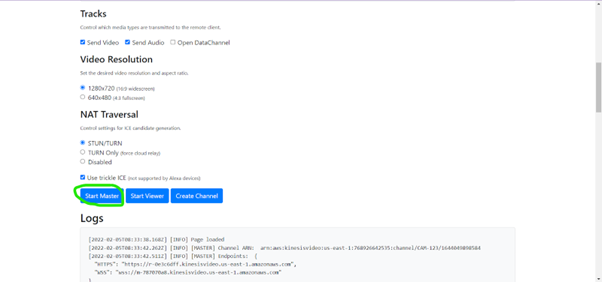 Tracks
Control which media types are transmitted to the remote client.
Send Video Send Audio Open DataChannel
Video Resolution
Set the desired video resolution and aspect ratio.
1280x720 (16:9 widescreen)
640x480 (4:3 fullscreen)
NAT Traversal
Control settings for ICE candidate generation.
STUN/TURN
TURN Only (force cloud relay)
Disabled
Use trickle ICE (not supported by Alexa devices)
Start Master Start Viewer Create Channel
Logs
[2022-02-05T08:33:38.168Z] [INFO] Page loaded
[2022-02-05T08:33:42.262Z] [INFO] [MASTER] Channel ARN: arn:aws:kinesisvideo:us-east-1:768926642535:channel/CAM-123/1644049898584
[2022-02-05T08:33:42.511Z] [INFO] [MASTER] Endpoints: {
"HTTPS": "https://r-0e3c6dff.kinesisvideo.us-east-1.amazonaws.com",
"WSS": "wss://m-707070a8.kinesisvideo.us-east-1.amazonaws.com"
}